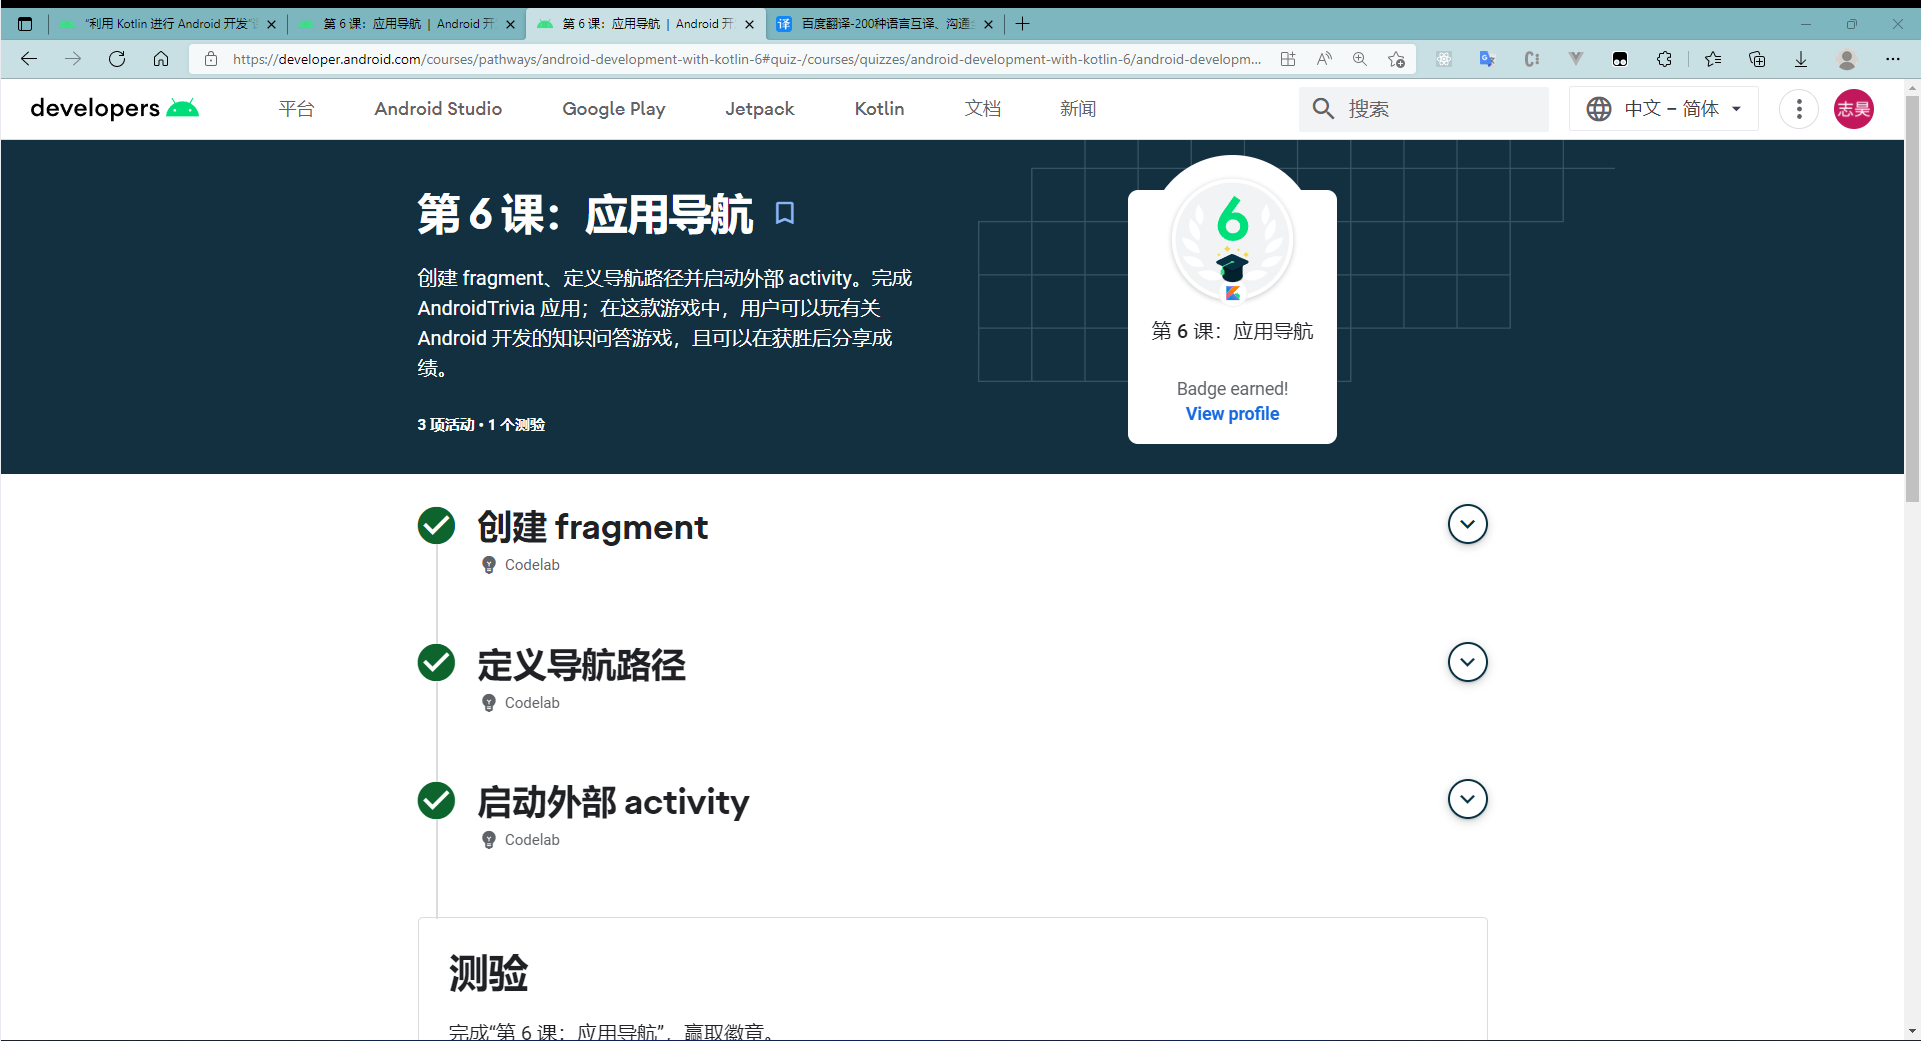 "利用 Kotlin 进行 Android 开发"
第 6 课：应用导航 | Android 开
第 6 课：应用导航 | Android 开
译 百度翻译-200种语言互译、沟通
https://developer.android.com/courses/pathways/android-development-with-kotlin-6#quiz-/courses/quizzes/android-development-with-kotlin-6/android-developm...
developers
平台
Android Studio
Google Play
Jetpack
Kotlin
文档
新闻
搜索
中文 – 简体
志昊
第 6 课：应用导航
创建 fragment、定义导航路径并启动外部 activity。完成
AndroidTrivia 应用；在这款游戏中，用户可以玩有关
Android 开发的知识问答游戏，且可以在获胜后分享成
绩。
3 项活动 • 1 个测验
6
第 6 课：应用导航
Badge earned!
View profile
创建 fragment
Codelab
定义导航路径
Codelab
启动外部 activity
Codelab
测验
完成“第 6 课：应用导航”，赢取徽章。